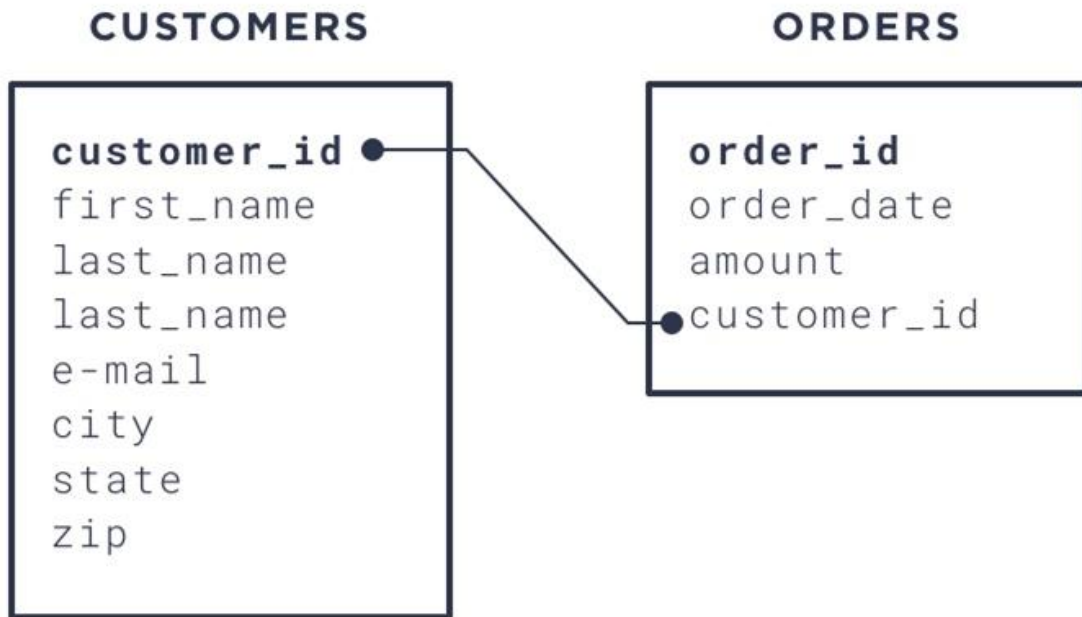 CUSTOMERS
customer_id
first_name
last_name
last_name
e-mail
city
state
zip
ORDERS
order_id
order_date
amount
customer_id